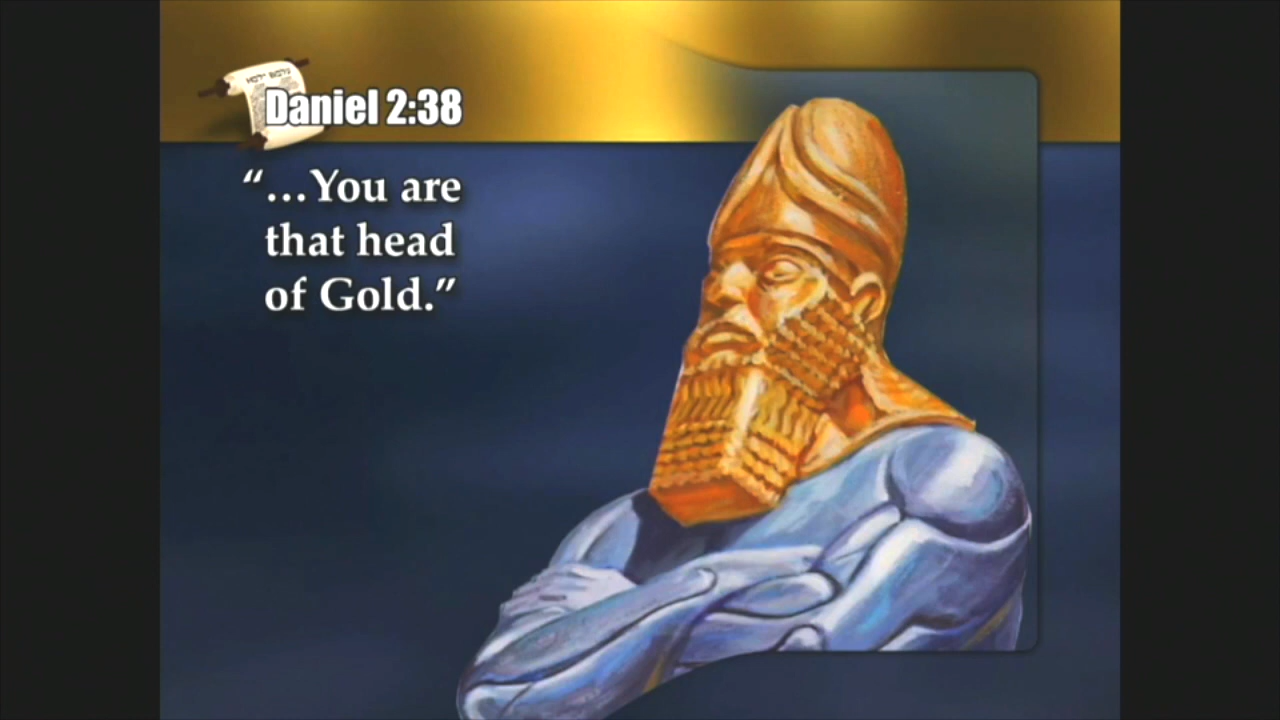 Daniel 2:38
“…You are
that head
of Gold.”